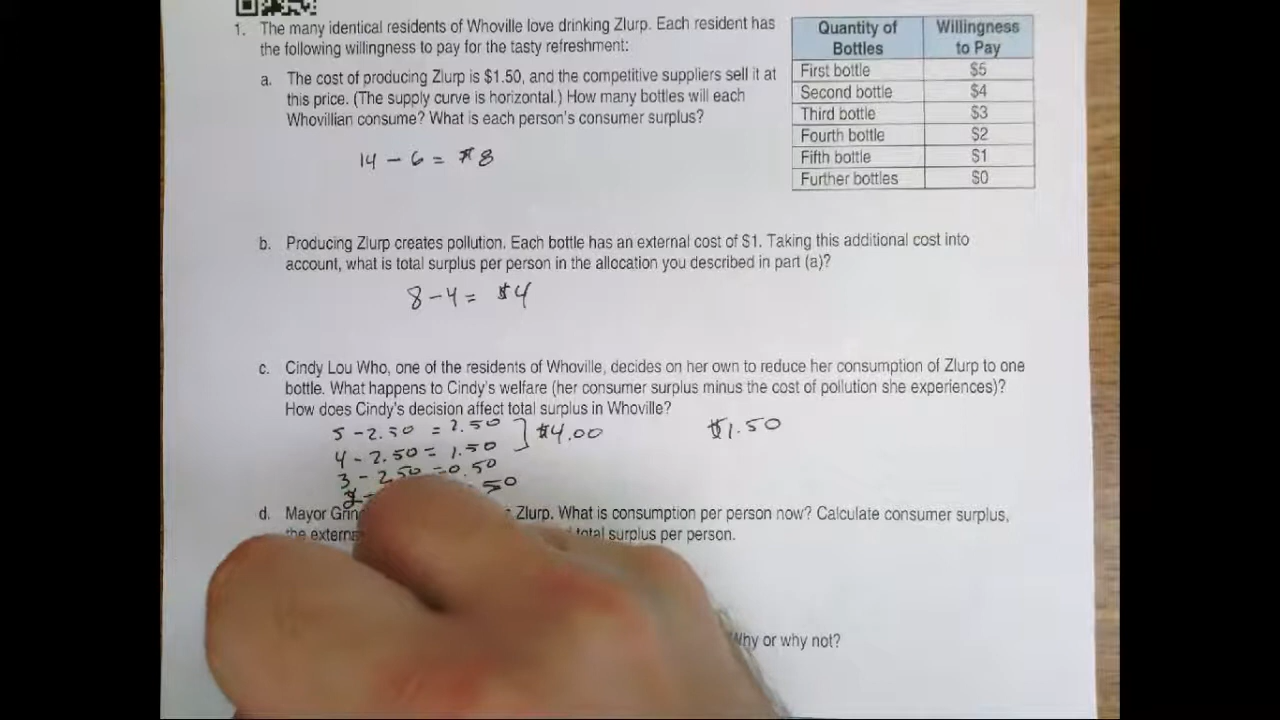 1. The many identical residents of Whoville love drinking Zlurp. Each resident has
the following willingness to pay for the tasty refreshment:
Quantity of Bottles Willingness to Pay
First bottle $5
Second bottle $4
Third bottle $3
Fourth bottle $2
Fifth bottle $1
Further bottles $0
a. The cost of producing Zlurp is $1.50, and the competitive suppliers sell it at
this price. (The supply curve is horizontal.) How many bottles will each
Whovillian consume? What is each person's consumer surplus?
14 - 6 = $8
b. Producing Zlurp creates pollution. Each bottle has an external cost of $1. Taking this additional cost into
account, what is total surplus per person in the allocation you described in part (a)?
8 - 4 = $4
c. Cindy Lou Who, one of the residents of Whoville, decides on her own to reduce her consumption of Zlurp to one
bottle. What happens to Cindy's welfare (her consumer surplus minus the cost of pollution she experiences)?
How does Cindy's decision affect total surplus in Whoville?
5 - 2.50 = 2.50 ] $4.00 $1.50
4 - 2.50 = 1.50
3 - 2.50 = 0.50
50
d. Mayor Zlurp. What is consumption per person now? Calculate consumer surplus,
the total surplus per person.
Why or why not?